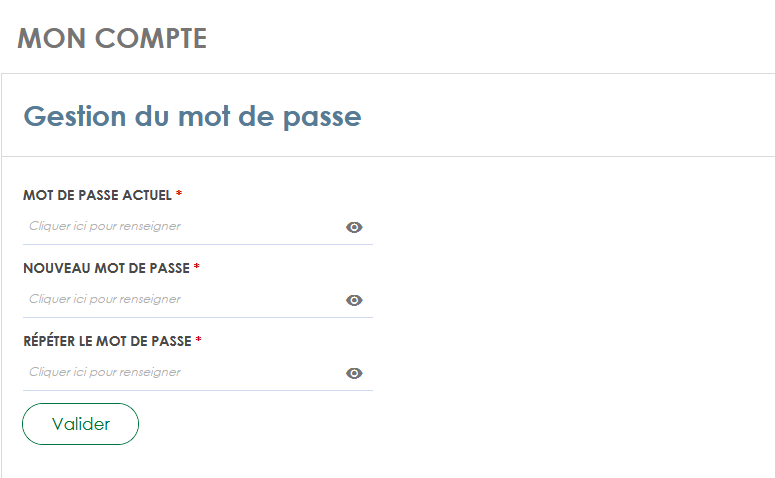 MON COMPTE
Gestion du mot de passe
MOT DE PASSE ACTUEL *
Cliquer ici pour renseigner
NOUVEAU MOT DE PASSE *
Cliquer ici pour renseigner
RÉPÉTER LE MOT DE PASSE *
Cliquer ici pour renseigner
Valider